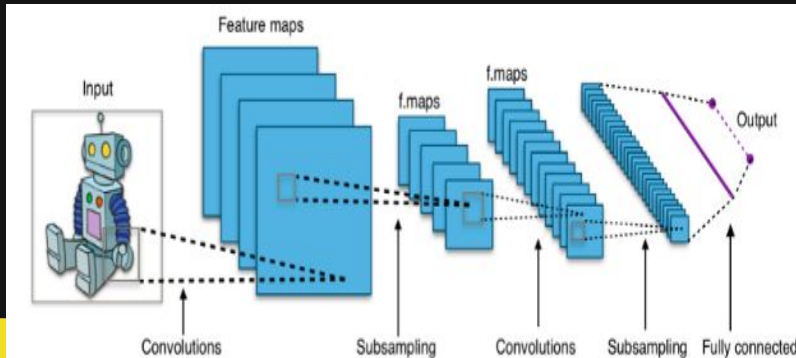 Feature maps
Input
f.maps
f.maps
Output
Convolutions
Subsampling
Convolutions
Subsampling
Fully connected